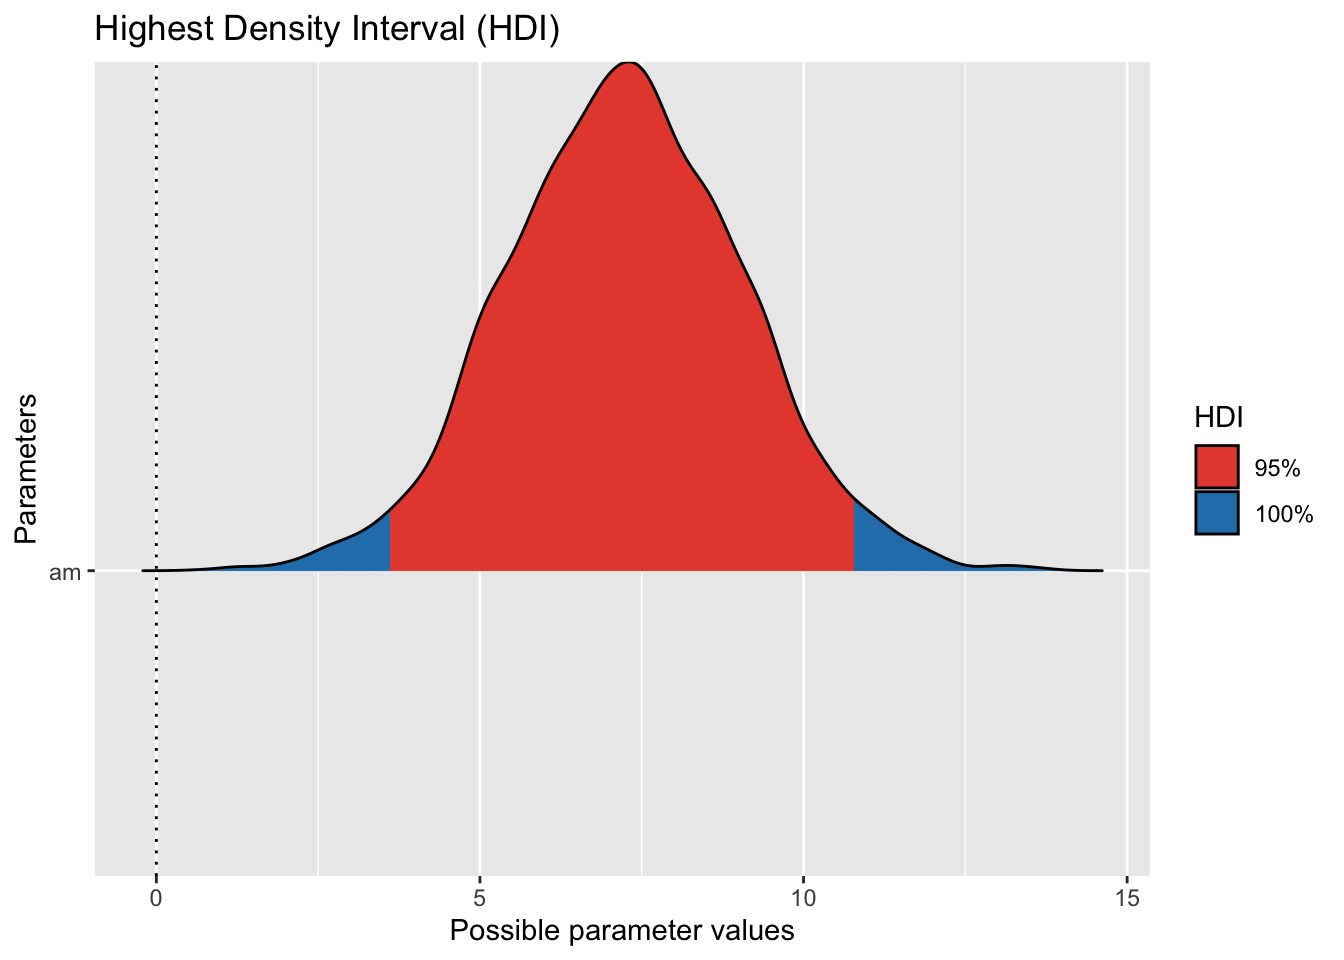 Highest Density Interval (HDI)
Parameters
am
0 5 10 15
Possible parameter values
HDI
95%
100%